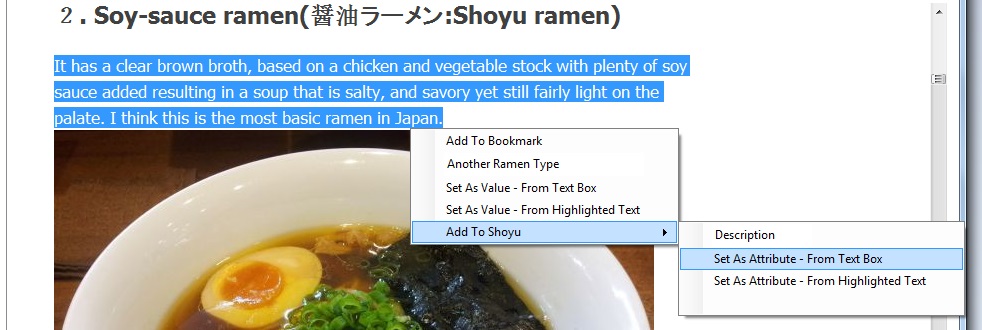 ２. Soy-sauce ramen(醤油ラーメン:Shoyu ramen)
It has a clear brown broth, based on a chicken and vegetable stock with plenty of soy
sauce added resulting in a soup that is salty, and savory yet still fairly light on the
palate. I think this is the most basic ramen in Japan.
Add To Bookmark
Another Ramen Type
Set As Value - From Text Box
Set As Value - From Highlighted Text
Add To Shoyu
Description
Set As Attribute - From Text Box
Set As Attribute - From Highlighted Text